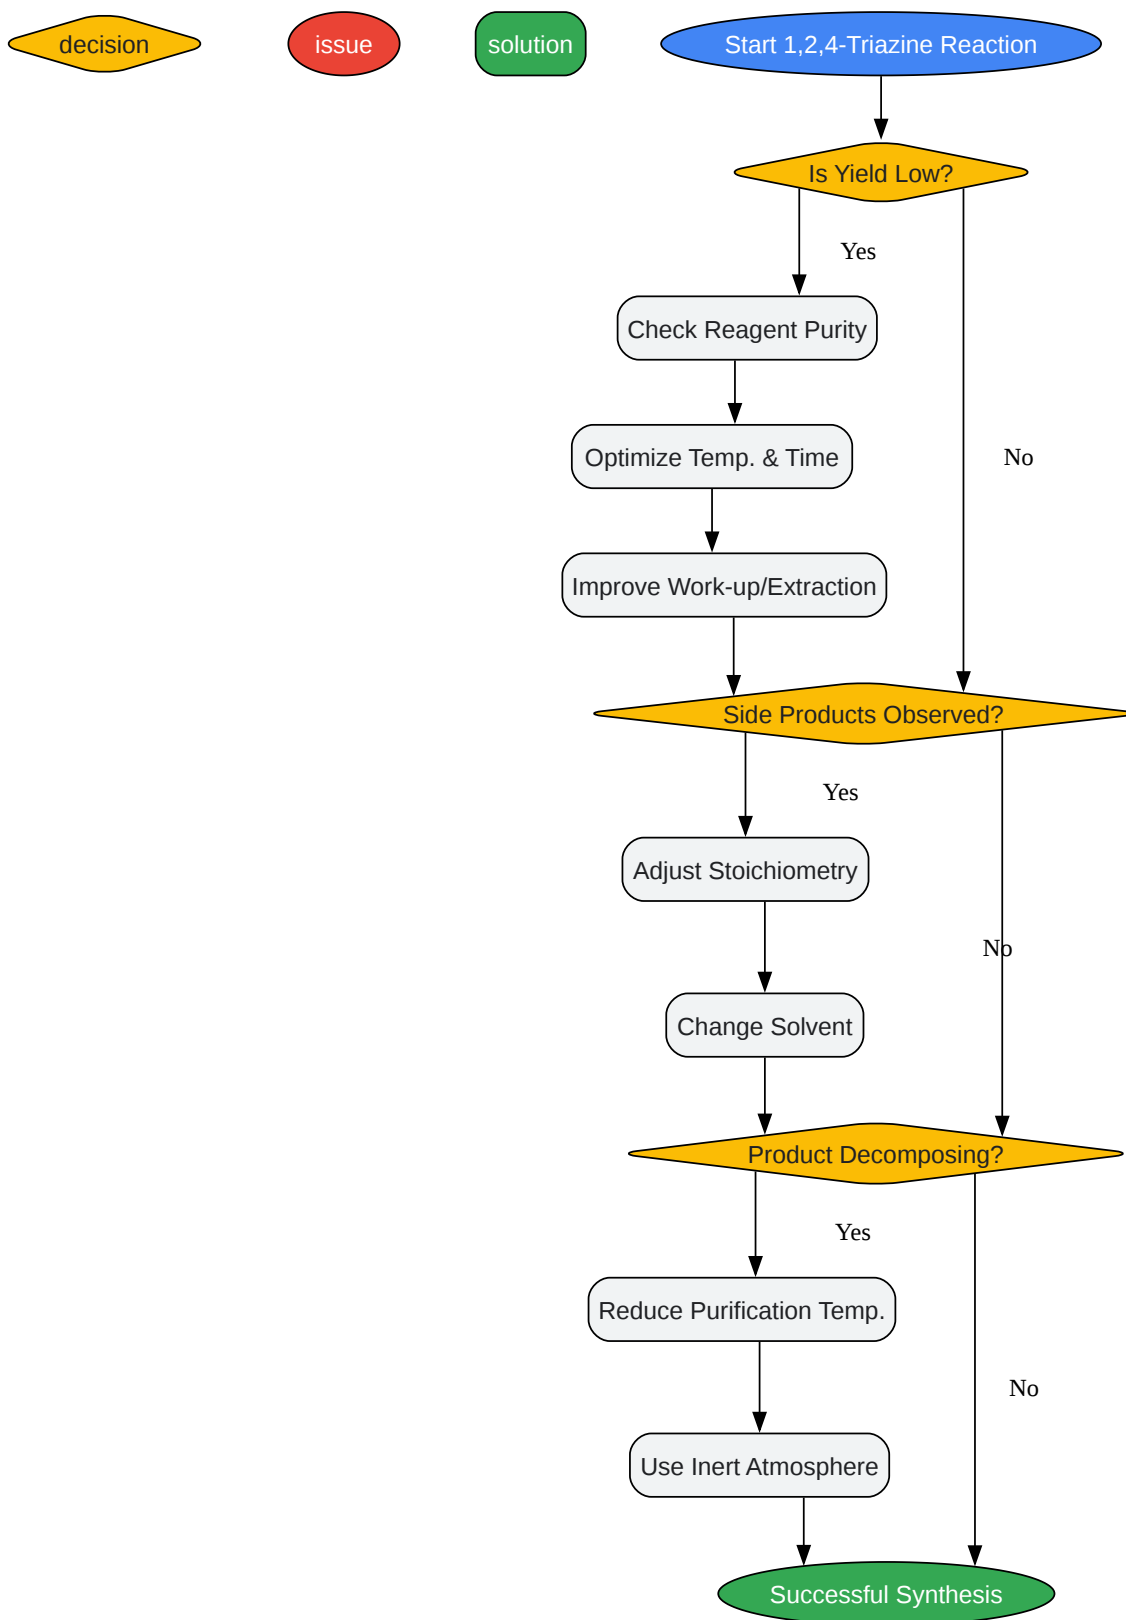 decision
issue
solution
Start 1,2,4-Triazine Reaction
Is Yield Low?
Yes
Check Reagent Purity
Optimize Temp. & Time
No
Improve Work-up/Extraction
Side Products Observed?
Yes
Adjust Stoichiometry
No
Change Solvent
Product Decomposing?
Yes
Reduce Purification Temp.
No
Use Inert Atmosphere
Successful Synthesis